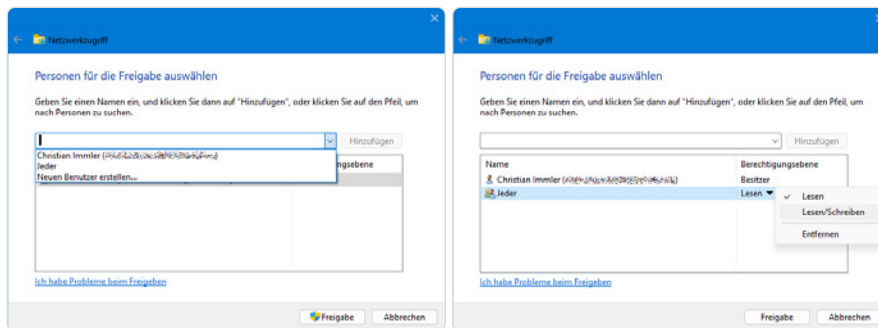 Netzwerkzugriff
Personen für die Freigabe auswählen
Geben Sie einen Namen ein, und klicken Sie dann auf "Hinzufügen", oder klicken Sie auf den Pfeil, um
nach Personen zu suchen.
Hinzufügen
Christian Immler (
Jeder
Neuen Benutzer erstellen...
ngsebene
Ich habe Probleme beim Freigeben
Freigabe Abbrechen
Netzwerkzugriff
Personen für die Freigabe auswählen
Geben Sie einen Namen ein, und klicken Sie dann auf "Hinzufügen", oder klicken Sie auf den Pfeil, um
nach Personen zu suchen.
Hinzufügen
Name Berechtigungsebene
Christian Immler ( Besitzer
Jeder Lesen
Lesen
Lesen/Schreiben
Entfernen
Ich habe Probleme beim Freigeben
Freigabe Abbrechen